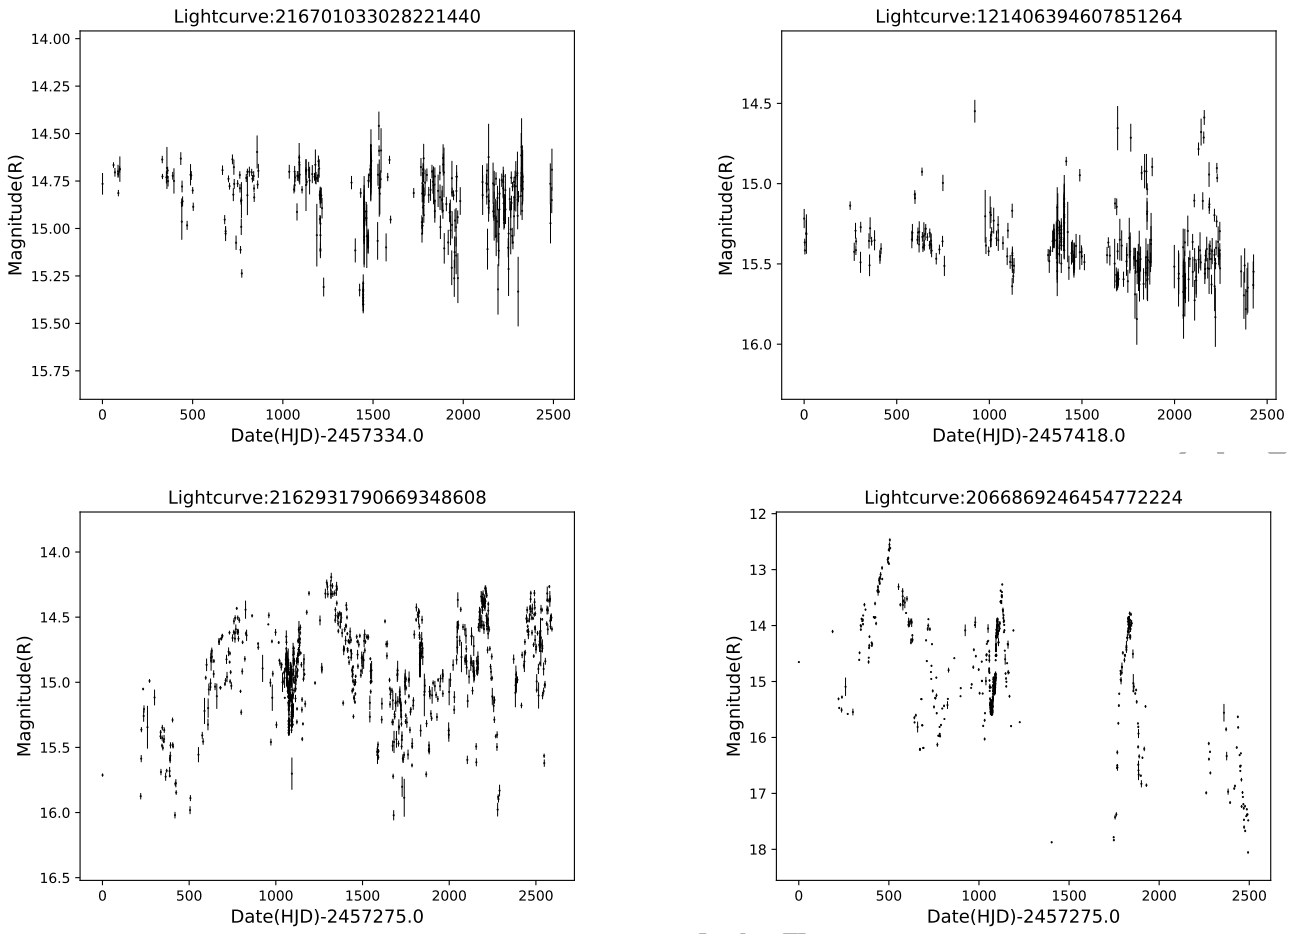 Lightcurve:216701033028221440
14.00
14.25
14.50
14.75
15.00
15.25
15.50
15.75
Magnitude(R)
0 500 1000 1500 2000 2500
Date(HJD)-2457334.0
Lightcurve:121406394607851264
14.5
15.0
15.5
16.0
Magnitude(R)
0 500 1000 1500 2000 2500
Date(HJD)-2457418.0
Lightcurve:2162931790669348608
14.0
14.5
15.0
15.5
16.0
16.5
Magnitude(R)
0 500 1000 1500 2000 2500
Date(HJD)-2457275.0
Lightcurve:2066869246454772224
12
13
14
15
16
17
18
Magnitude(R)
0 500 1000 1500 2000 2500
Date(HJD)-2457275.0